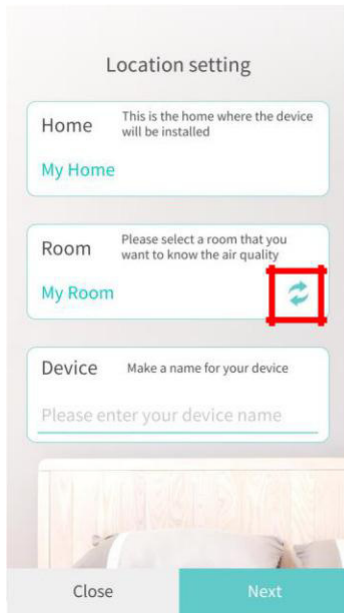 Location setting
Home
This is the home where the device
will be installed
My Home
Room
Please select a room that you
want to know the air quality
My Room
Device
Make a name for your device
Please enter your device name
Close
Next